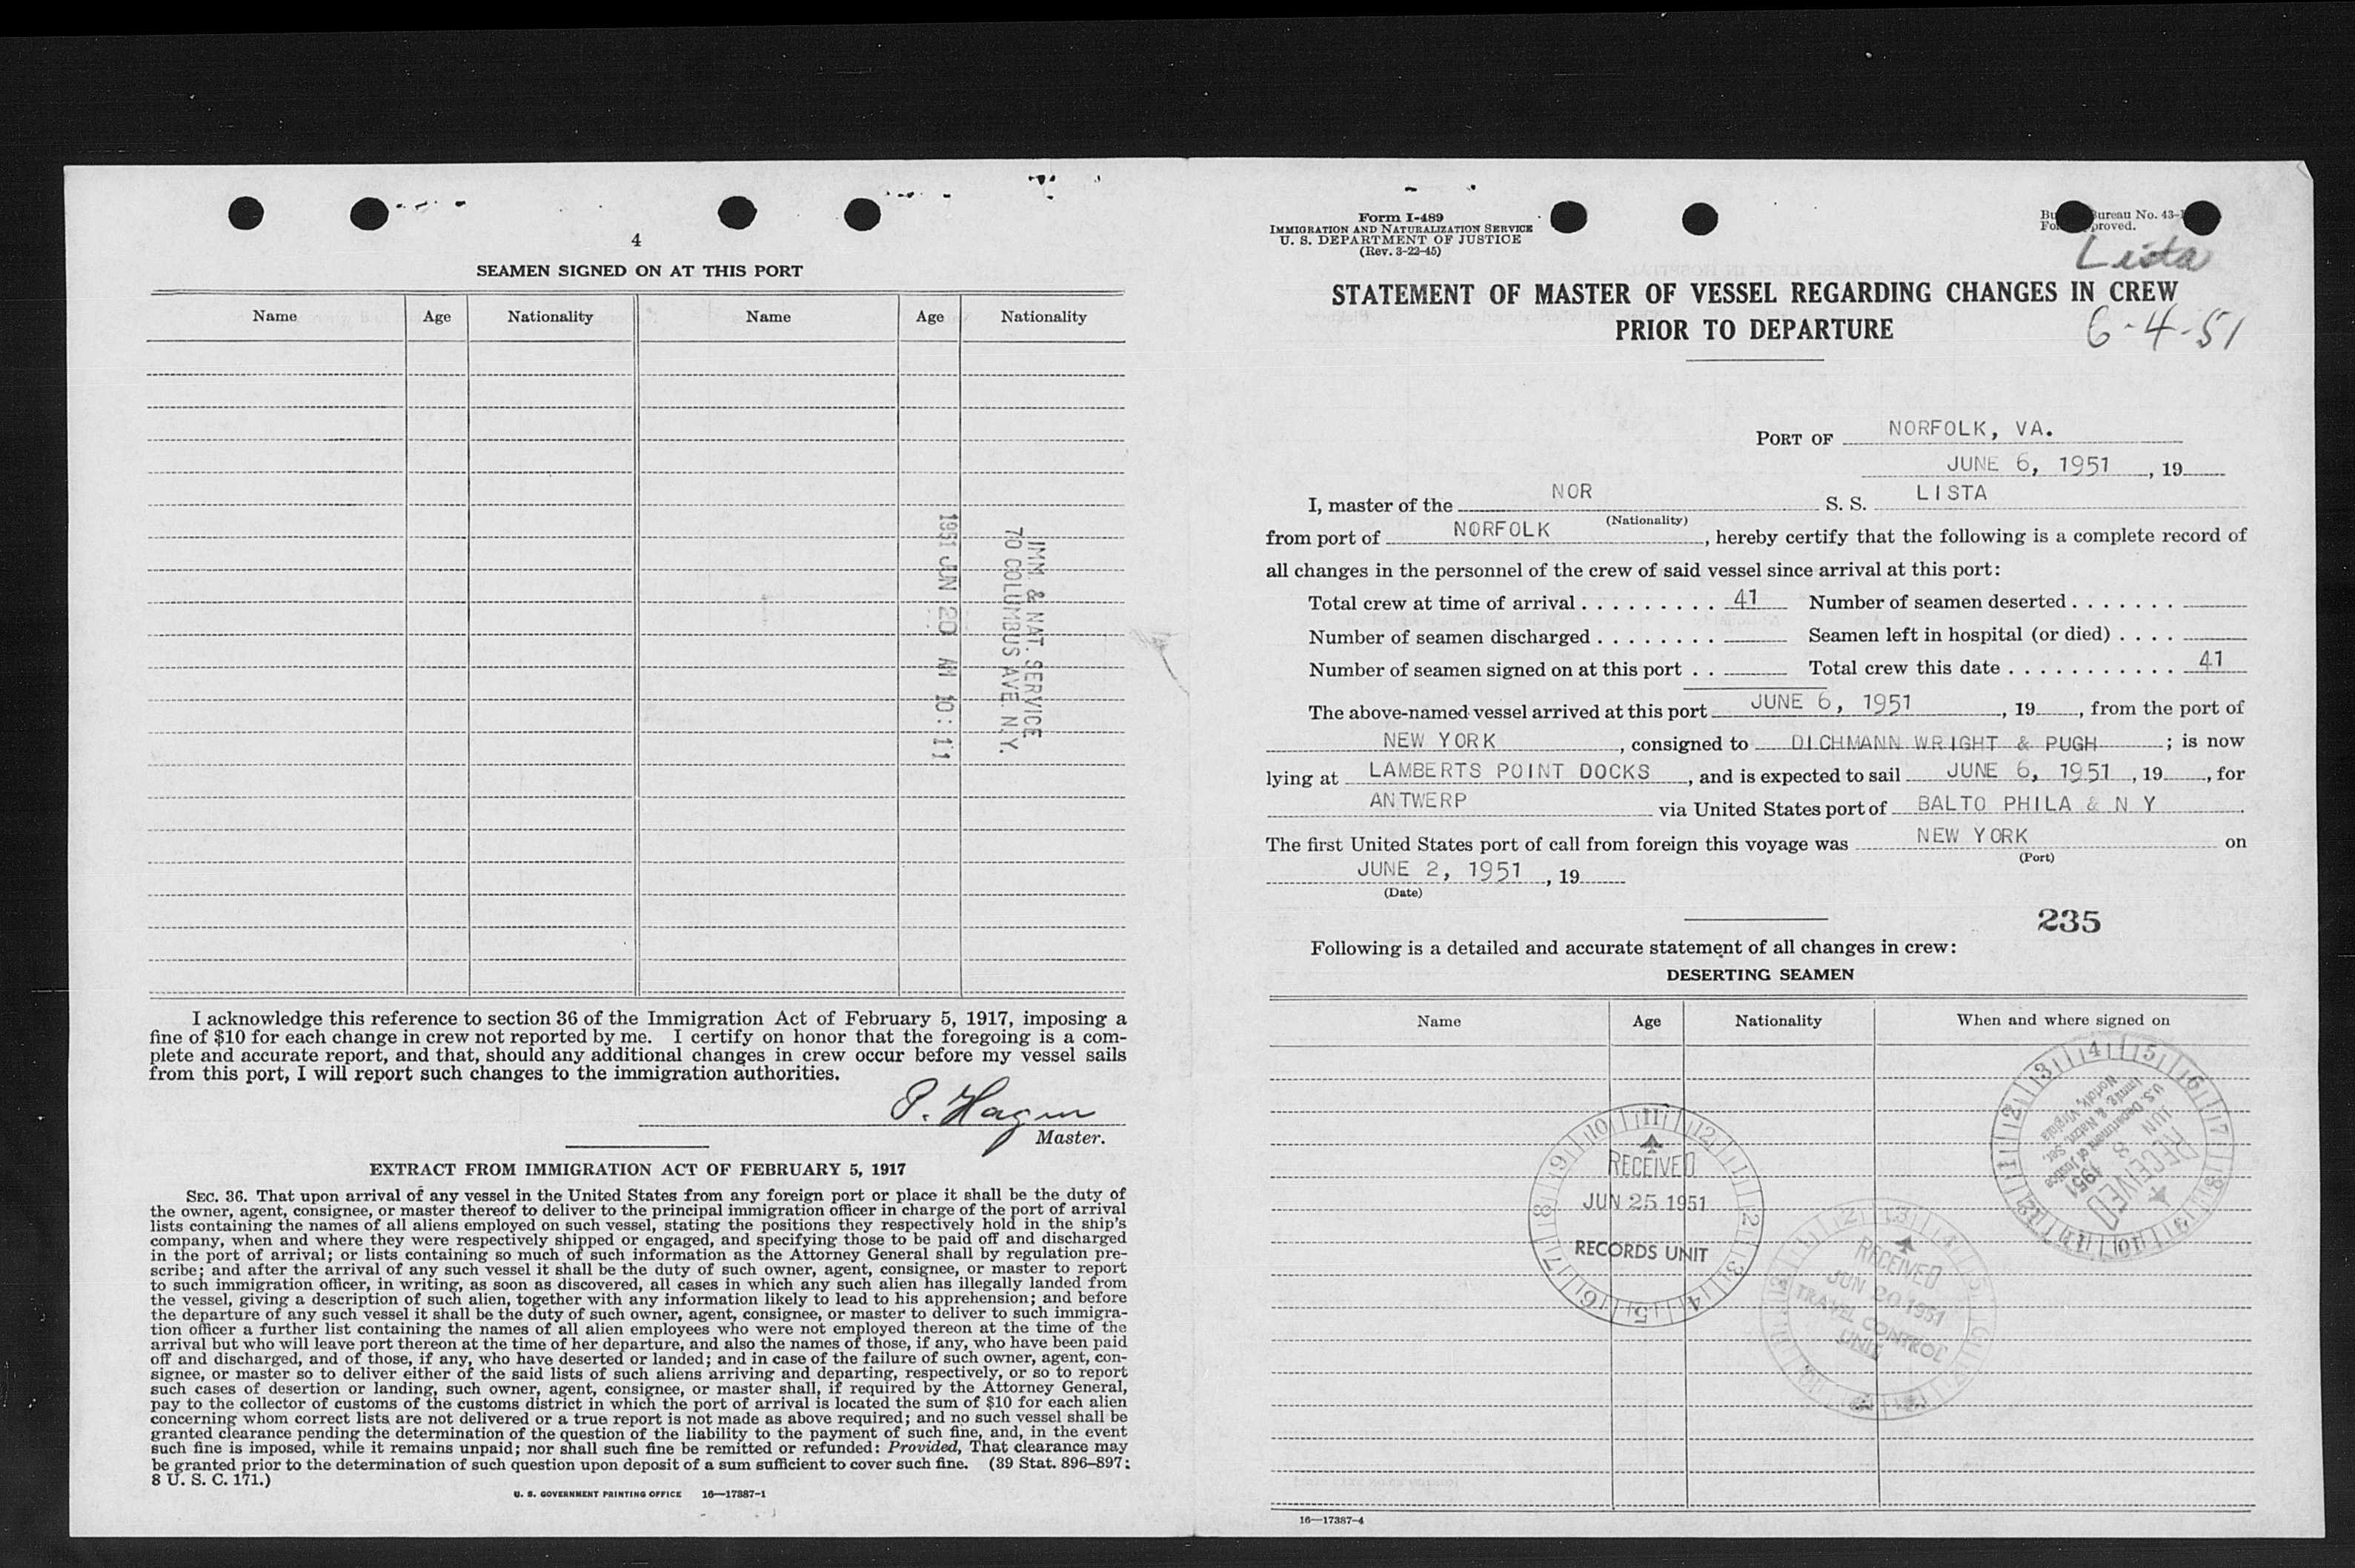 4
SEAMEN SIGNED ON AT THIS PORT
Name Age Nationality Name Age Nationality
1951 JUN 20 AM 10:11
IMM. & NAT. SERVICE
70 COLUMBUS AVE. N.Y.
I acknowledge this reference to section 36 of the Immigration Act of February 5, 1917, imposing a
fine of $10 for each change in crew not reported by me. I certify on honor that the foregoing is a com-
plete and accurate report, and that, should any additional changes in crew occur before my vessel sails
from this port, I will report such changes to the immigration authorities.
P. Hagen
Master.
EXTRACT FROM IMMIGRATION ACT OF FEBRUARY 5, 1917
SEC. 36. That upon arrival of any vessel in the United States from any foreign port or place it shall be the duty of
the owner, agent, consignee, or master thereof to deliver to the principal immigration officer in charge of the port of arrival
lists containing the names of all aliens employed on such vessel, stating the positions they respectively hold in the ship's
company, when and where they were respectively shipped or engaged, and specifying those to be paid off and discharged
in the port of arrival; or lists containing so much of such information as the Attorney General shall by regulation pre-
scribe; and after the arrival of any such vessel it shall be the duty of such owner, agent, consignee, or master to report
to such immigration officer, in writing, as soon as discovered, all cases in which any such alien has illegally landed from
the vessel, giving a description of such alien, together with any information likely to lead to his apprehension; and before
the departure of any such vessel it shall be the duty of such owner, agent, consignee, or master to deliver to such immigra-
tion officer a further list containing the names of all alien employees who were not employed thereon at the time of the
arrival but who will leave port thereon at the time of her departure, and also the names of those, if any, who have been paid
off and discharged, and of those, if any, who have deserted or landed; and in case of the failure of such owner, agent, con-
signee, or master so to deliver either of the said lists of such aliens arriving and departing, respectively, or so to report
such cases of desertion or landing, such owner, agent, consignee, or master shall, if required by the Attorney General,
pay to the collector of customs of the customs district in which the port of arrival is located the sum of $10 for each alien
concerning whom correct lists are not delivered or a true report is not made as above required; and no such vessel shall be
granted clearance pending the determination of the question of the liability to the payment of such fine, and, in the event
such fine is imposed, while it remains unpaid; nor shall such fine be remitted or refunded: Provided, That clearance may
be granted prior to the determination of such question upon deposit of a sum sufficient to cover such fine. (39 Stat. 896–897;
8 U. S. C. 171.)
U. S. GOVERNMENT PRINTING OFFICE 16—17387-1
Form I-489
IMMIGRATION AND NATURALIZATION SERVICE
U. S. DEPARTMENT OF JUSTICE
(Rev. 3-22-45)
Bureau No. 43-
Lista
STATEMENT OF MASTER OF VESSEL REGARDING CHANGES IN CREW
PRIOR TO DEPARTURE
6-4-51
PORT OF NORFOLK, VA.
JUNE 6, 1951, 19
I, master of the NOR S. S. LISTA
(Nationality)
from port of NORFOLK, hereby certify that the following is a complete record of
all changes in the personnel of the crew of said vessel since arrival at this port:
Total crew at time of arrival . . . . . . . . . 41 Number of seamen deserted . . . . . . .
Number of seamen discharged . . . . . . . . Seamen left in hospital (or died) . . . .
Number of seamen signed on at this port . . Total crew this date . . . . . . . . . . . 41
The above-named vessel arrived at this port JUNE 6, 1951, 19, from the port of
NEW YORK, consigned to DICHMANN WRIGHT & PUGH; is now
lying at LAMBERTS POINT DOCKS, and is expected to sail JUNE 6, 1951, 19, for
ANTWERP via United States port of BALTO PHILA & N Y.
The first United States port of call from foreign this voyage was NEW YORK on
(Port)
JUNE 2, 1951, 19
(Date)
235
Following is a detailed and accurate statement of all changes in crew:
DESERTING SEAMEN
Name Age Nationality When and where signed on
RECEIVED
JUN 25 1951
RECORDS UNIT
RECEIVED
JUN 20 1951
TRAVEL CONTROL
UNIT
RECEIVED
JUN 1951
U.S. Department of Justice
Immig. & Natzn. Ser.
Norfolk, Virginia
16—17387-4